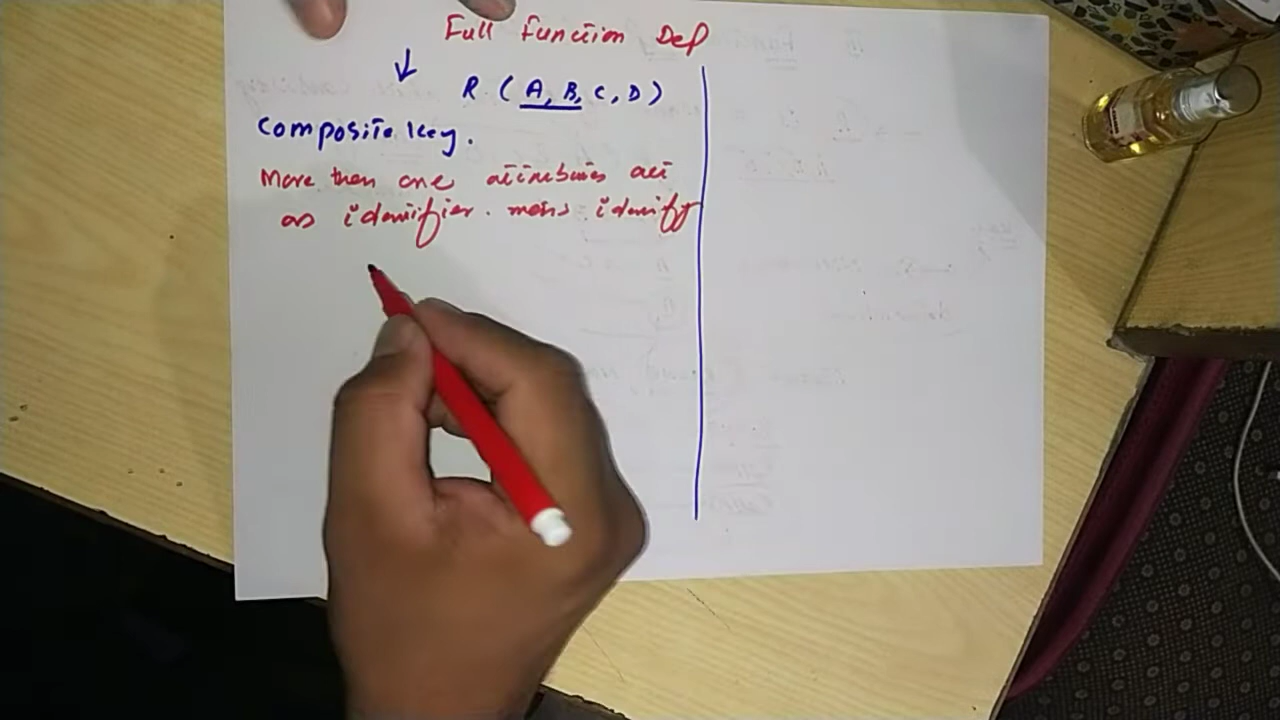 Full Function Dep
R ( A, B, C, D )
Composite key.
More then one attributes act
as identifier. means identify